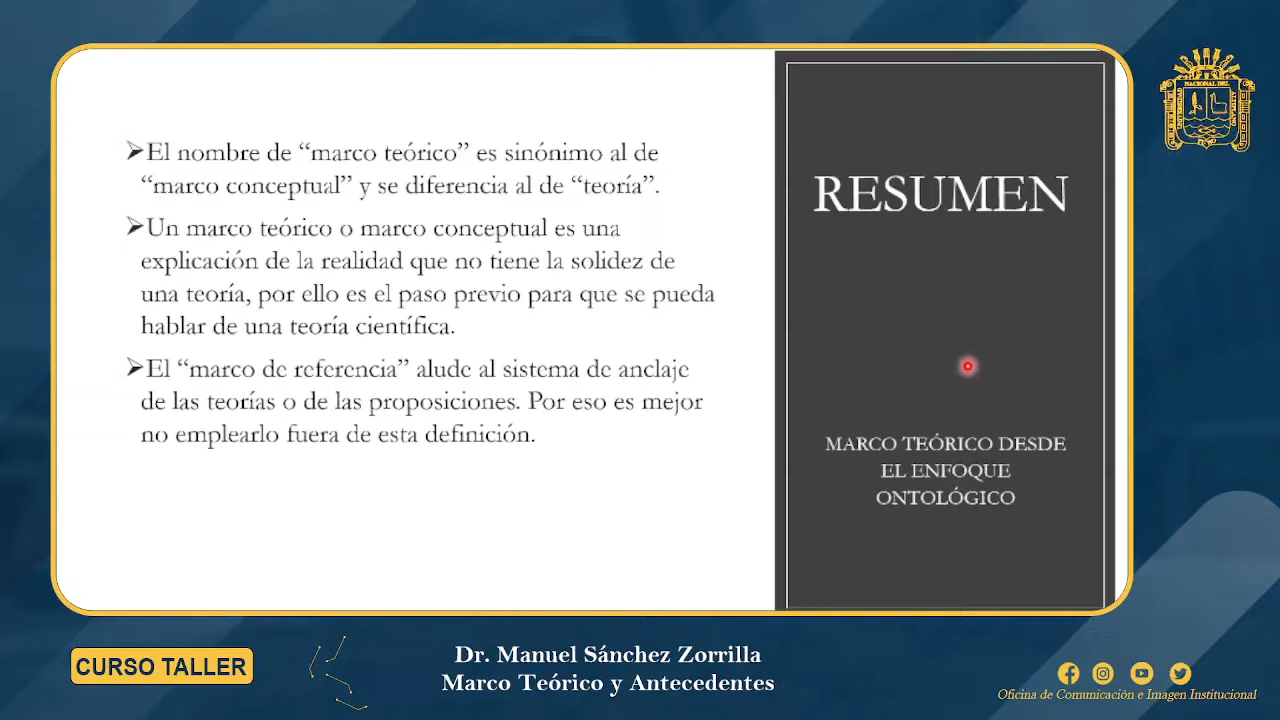 ➢El nombre de “marco teórico” es sinónimo al de
“marco conceptual” y se diferencia al de “teoría”.
➢Un marco teórico o marco conceptual es una
explicación de la realidad que no tiene la solidez de
una teoría, por ello es el paso previo para que se pueda
hablar de una teoría científica.
➢El “marco de referencia” alude al sistema de anclaje
de las teorías o de las proposiciones. Por eso es mejor
no emplearlo fuera de esta definición.
RESUMEN
MARCO TEÓRICO DESDE
EL ENFOQUE
ONTOLÓGICO
CURSO TALLER
Dr. Manuel Sánchez Zorrilla
Marco Teórico y Antecedentes
Oficina de Comunicación e Imagen Institucional